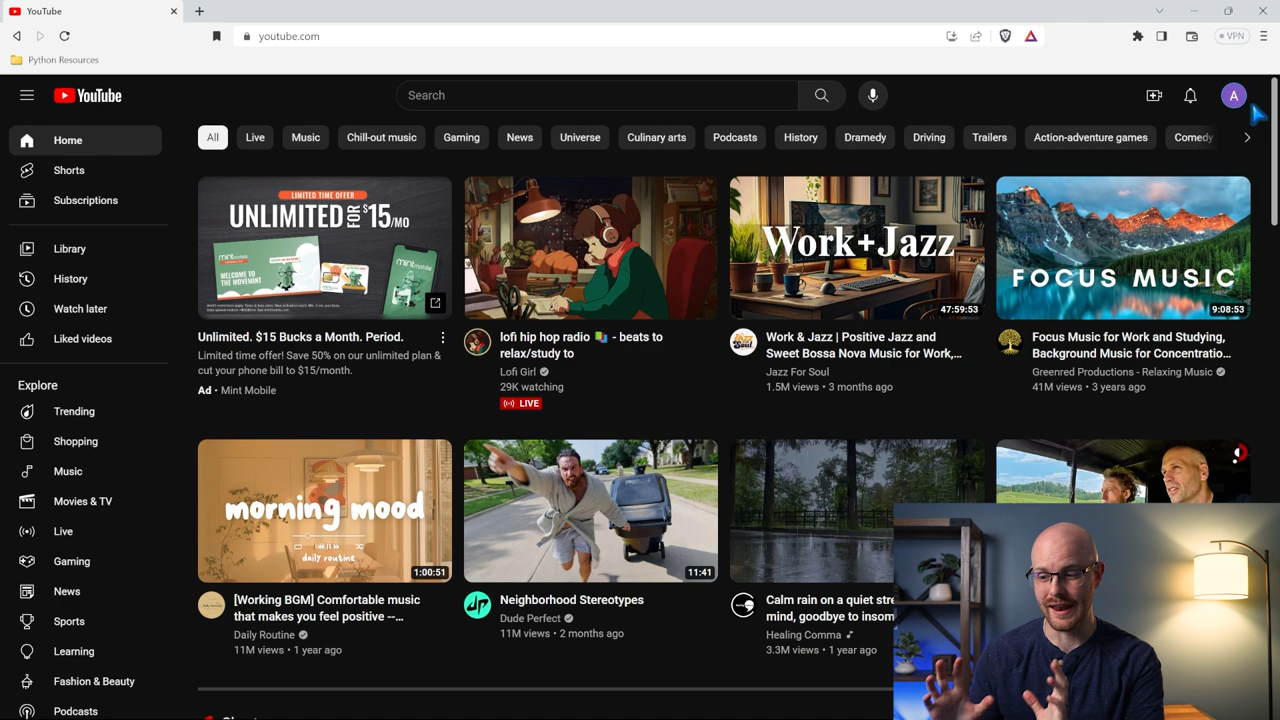 YouTube
youtube.com
VPN
Python Resources
YouTube
Search
A
All
Live
Music
Chill-out music
Gaming
News
Universe
Culinary arts
Podcasts
History
Dramedy
Driving
Trailers
Action-adventure games
Comedy
Home
Shorts
Subscriptions
Library
History
Watch later
Liked videos
Explore
Trending
Shopping
Music
Movies & TV
Live
Gaming
News
Sports
Learning
Fashion & Beauty
Podcasts
LIMITED TIME OFFER!
UNLIMITED FOR $15/MO
mint mobile
WELCOME TO THE MOVEMINT
Unlimited. $15 Bucks a Month. Period.
Limited time offer! Save 50% on our unlimited plan &
cut your phone bill to $15/month.
Ad • Mint Mobile
lofi hip hop radio 📚 - beats to
relax/study to
Lofi Girl
29K watching
LIVE
Work+Jazz
47:59:53
Work & Jazz | Positive Jazz and
Sweet Bossa Nova Music for Work,...
Jazz For Soul
1.5M views • 3 months ago
FOCUS MUSIC
9:08:53
Focus Music for Work and Studying,
Background Music for Concentratio...
Greenred Productions - Relaxing Music
41M views • 3 years ago
morning mood
daily routine
1:00:51
[Working BGM] Comfortable music
that makes you feel positive --...
Daily Routine
11M views • 1 year ago
11:41
Neighborhood Stereotypes
Dude Perfect
11M views • 2 months ago
Calm rain on a quiet stre
mind, goodbye to insom
Healing Comma
3.3M views • 1 year ago